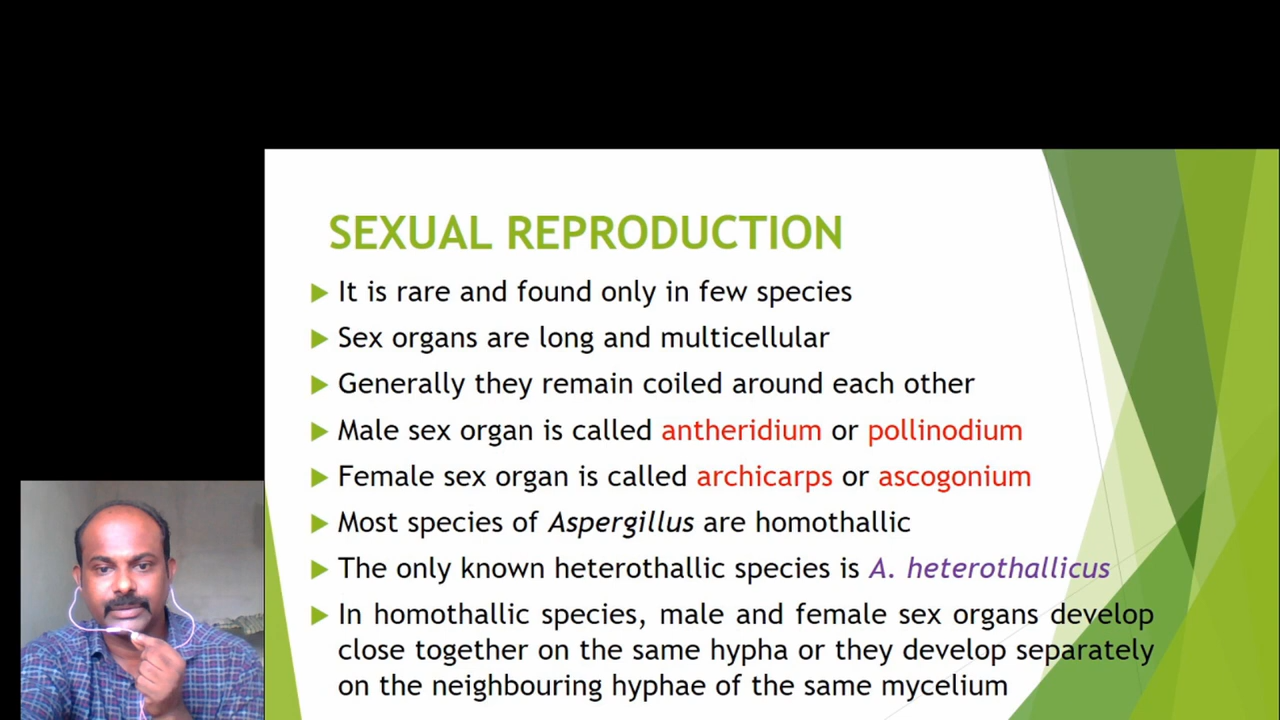 SEXUAL REPRODUCTION
It is rare and found only in few species
Sex organs are long and multicellular
Generally they remain coiled around each other
Male sex organ is called antheridium or pollinodium
Female sex organ is called archicarps or ascogonium
Most species of Aspergillus are homothallic
The only known heterothallic species is A. heterothallicus
In homothallic species, male and female sex organs develop
close together on the same hypha or they develop separately
on the neighbouring hyphae of the same mycelium